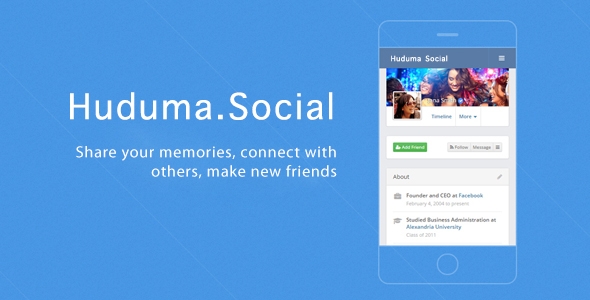 Huduma.Social
Share your memories, connect with
others, make new friends
Huduma Social
Smith
Timeline More
Add Friend
Follow Message
About
Founder and CEO at Facebook
February 4, 2004 to present
Studied Business Administration at
Alexandria University
Class of 2011